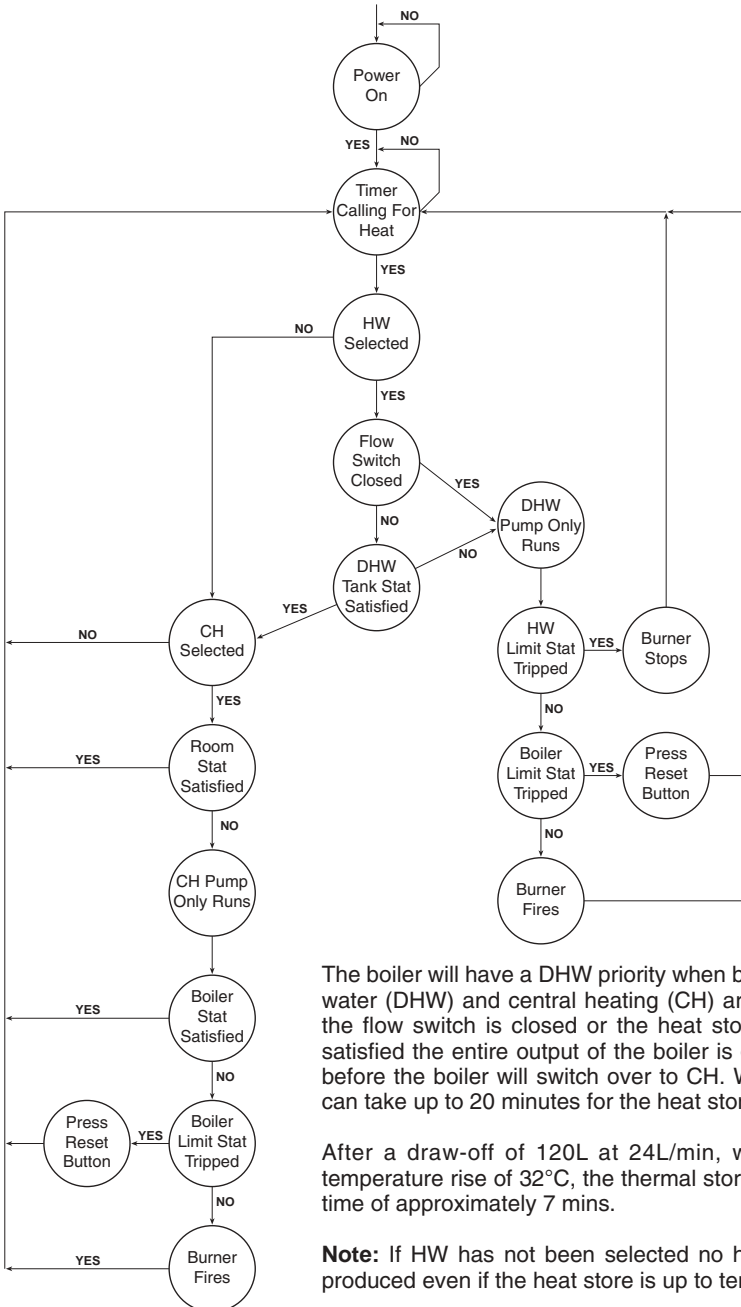 NO
Power
On
YES
NO
Timer
Calling For
Heat
YES
HW
Selected
NO
YES
Flow
Switch
Closed
YES
NO
DHW
Pump Only
Runs
DHW
Tank Stat
Satisfied
NO
YES
CH
Selected
NO
YES
HW
Limit Stat
Tripped
YES
Burner
Stops
NO
Room
Stat
Satisfied
YES
NO
Boiler
Limit Stat
Tripped
YES
Press
Reset
Button
NO
CH Pump
Only Runs
Burner
Fires
Boiler
Stat
Satisfied
YES
NO
Boiler
Limit Stat
Tripped
YES
Press
Reset
Button
NO
Burner
Fires
YES
The boiler will have a DHW priority when b
water (DHW) and central heating (CH) ar
the flow switch is closed or the heat sto
satisfied the entire output of the boiler is
before the boiler will switch over to CH. W
can take up to 20 minutes for the heat stor
After a draw-off of 120L at 24L/min, w
temperature rise of 32°C, the thermal stor
time of approximately 7 mins.
Note: If HW has not been selected no h
produced even if the heat store is up to ter